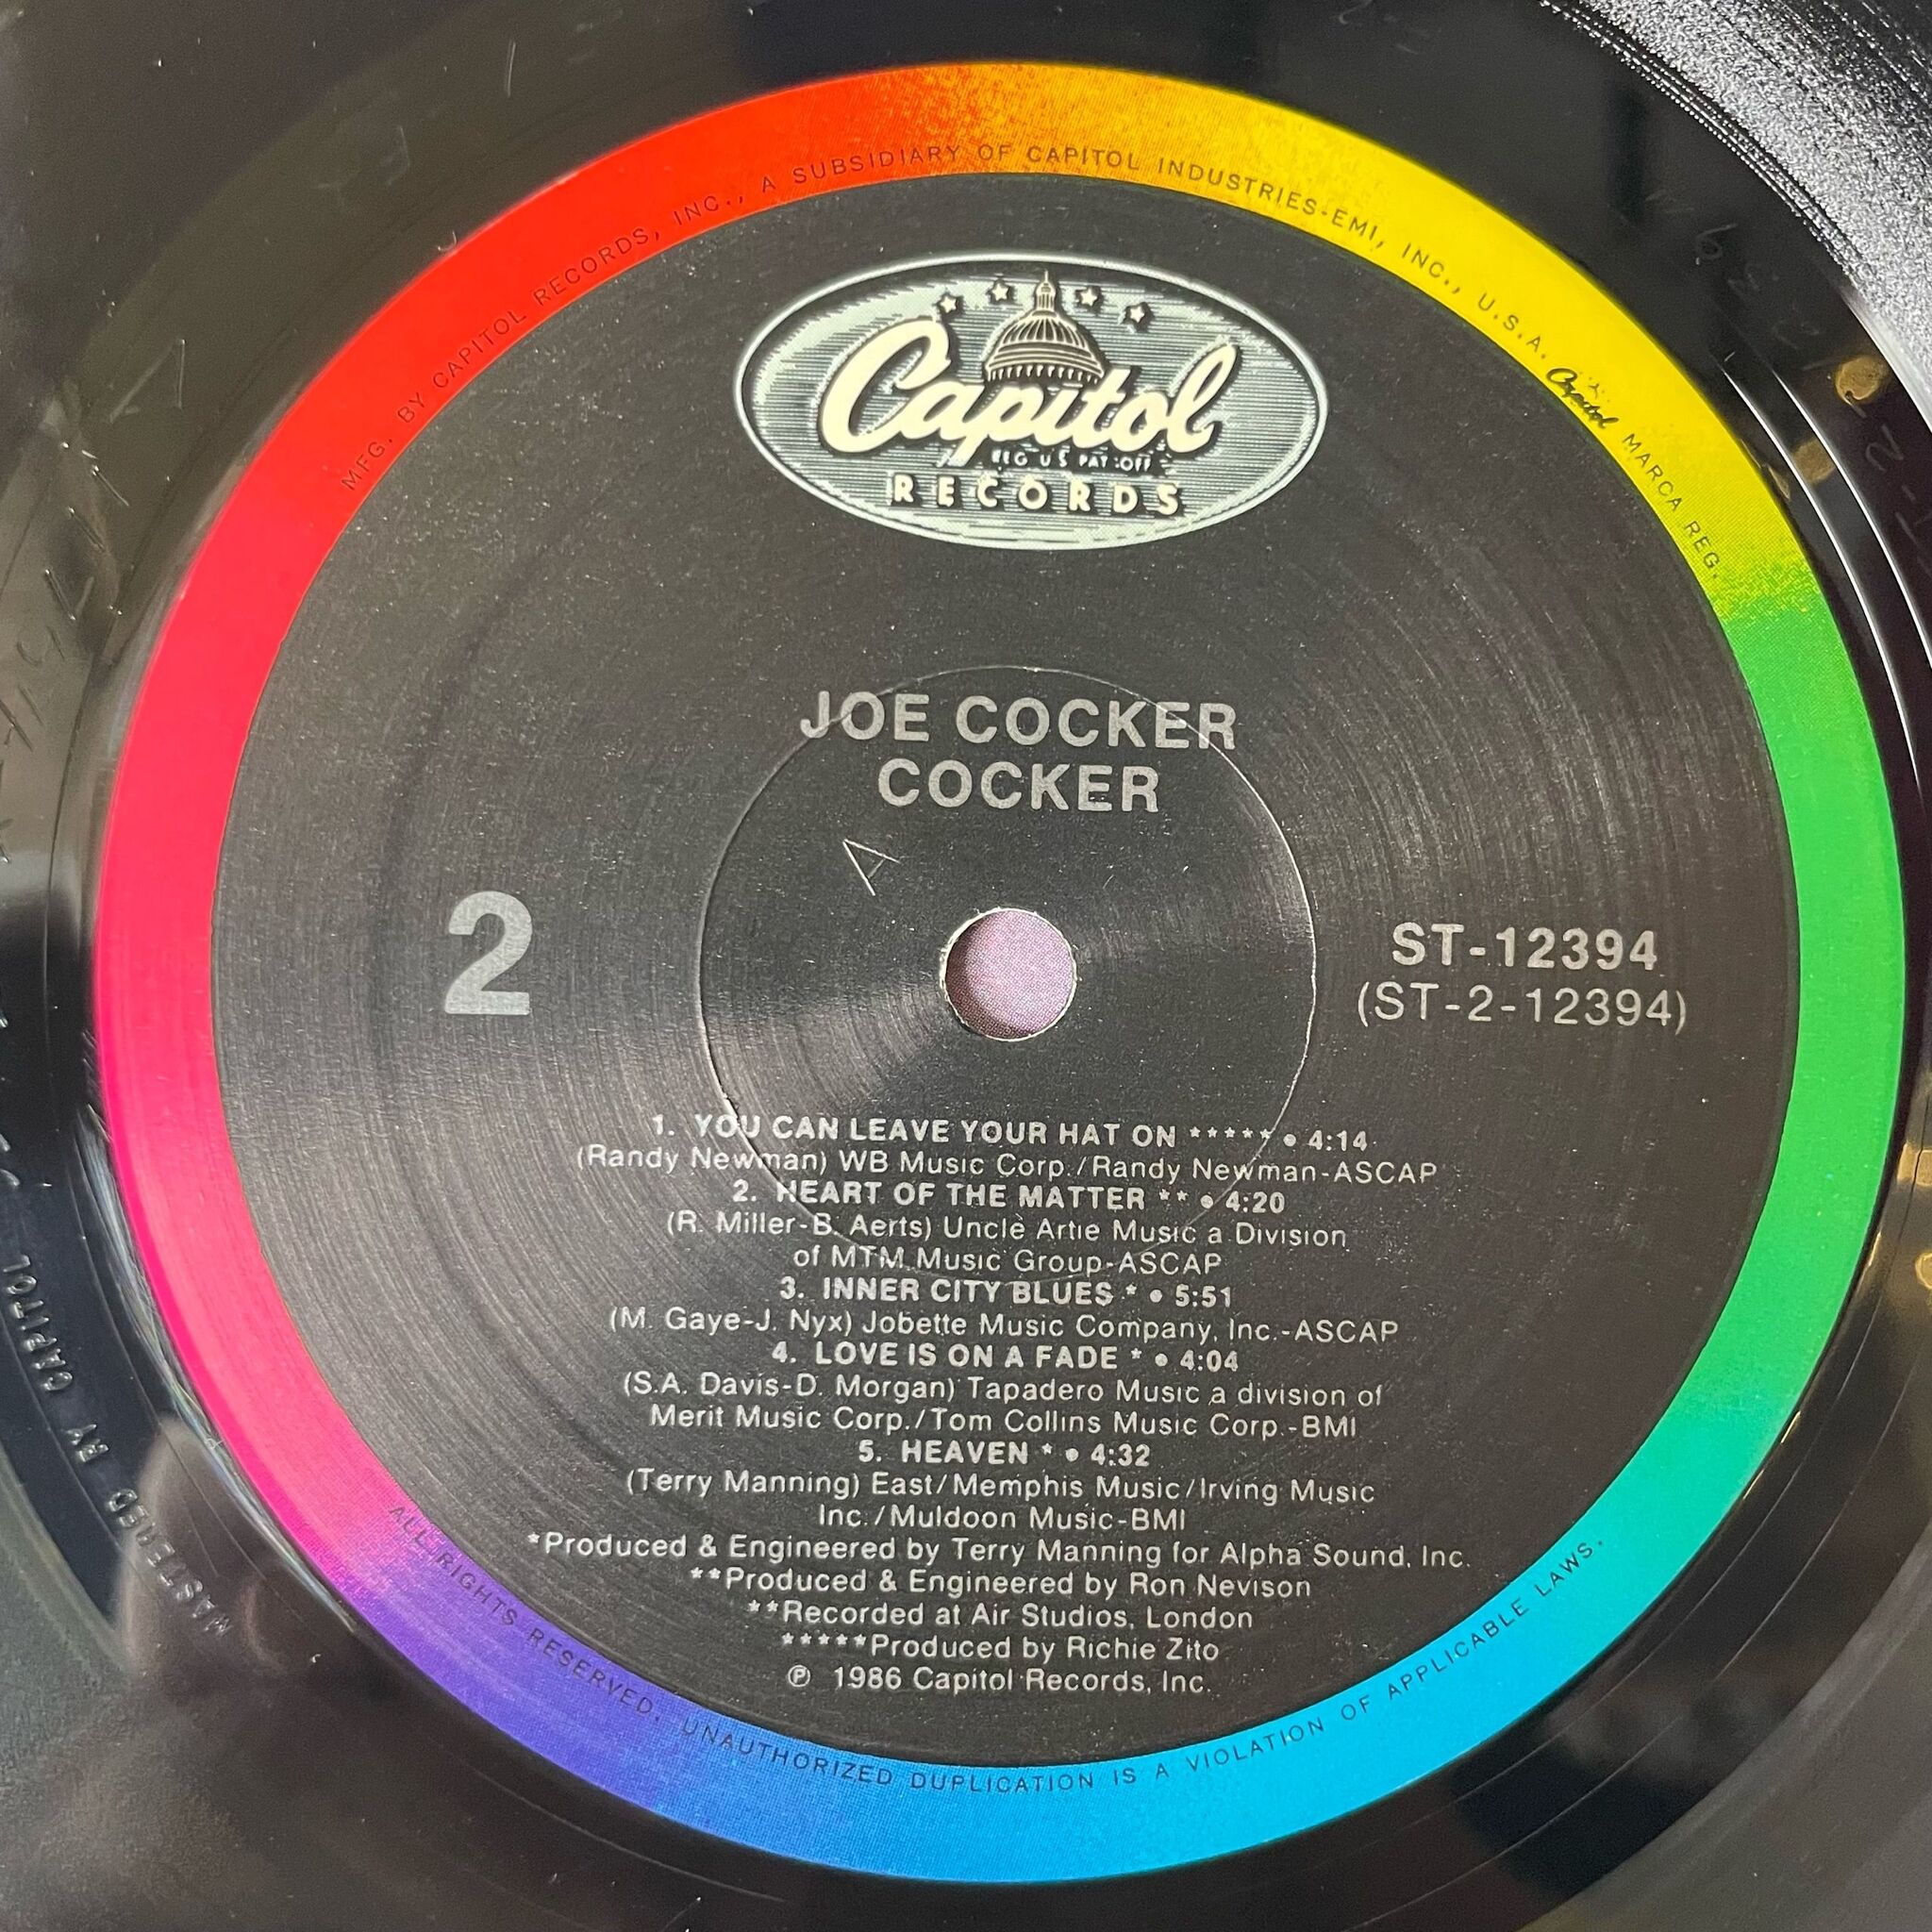 MFG. BY CAPITOL RECORDS, INC., A SUBSIDIARY OF CAPITOL INDUSTRIES-EMI, INC., U.S.A. Capitol MARCA REG.
Capitol
REG. U.S. PAT. OFF.
RECORDS
JOE COCKER
COCKER
A
2
ST-12394
(ST-2-12394)
1. YOU CAN LEAVE YOUR HAT ON ***** • 4:14
(Randy Newman) WB Music Corp./Randy Newman-ASCAP
2. HEART OF THE MATTER ** • 4:20
(R. Miller-B. Aerts) Uncle Artie Music a Division
of MTM Music Group-ASCAP
3. INNER CITY BLUES * • 5:51
(M. Gaye-J. Nyx) Jobette Music Company, Inc.-ASCAP
4. LOVE IS ON A FADE * • 4:04
(S.A. Davis-D. Morgan) Tapadero Music a division of
Merit Music Corp./Tom Collins Music Corp.-BMI
5. HEAVEN * • 4:32
(Terry Manning) East/Memphis Music/Irving Music
Inc./Muldoon Music-BMI
*Produced & Engineered by Terry Manning for Alpha Sound, Inc.
**Produced & Engineered by Ron Nevison
**Recorded at Air Studios, London
*****Produced by Richie Zito
℗ 1986 Capitol Records, Inc.
ALL RIGHTS RESERVED. UNAUTHORIZED DUPLICATION IS A VIOLATION OF APPLICABLE LAWS.
MASTERED BY CAPITOL